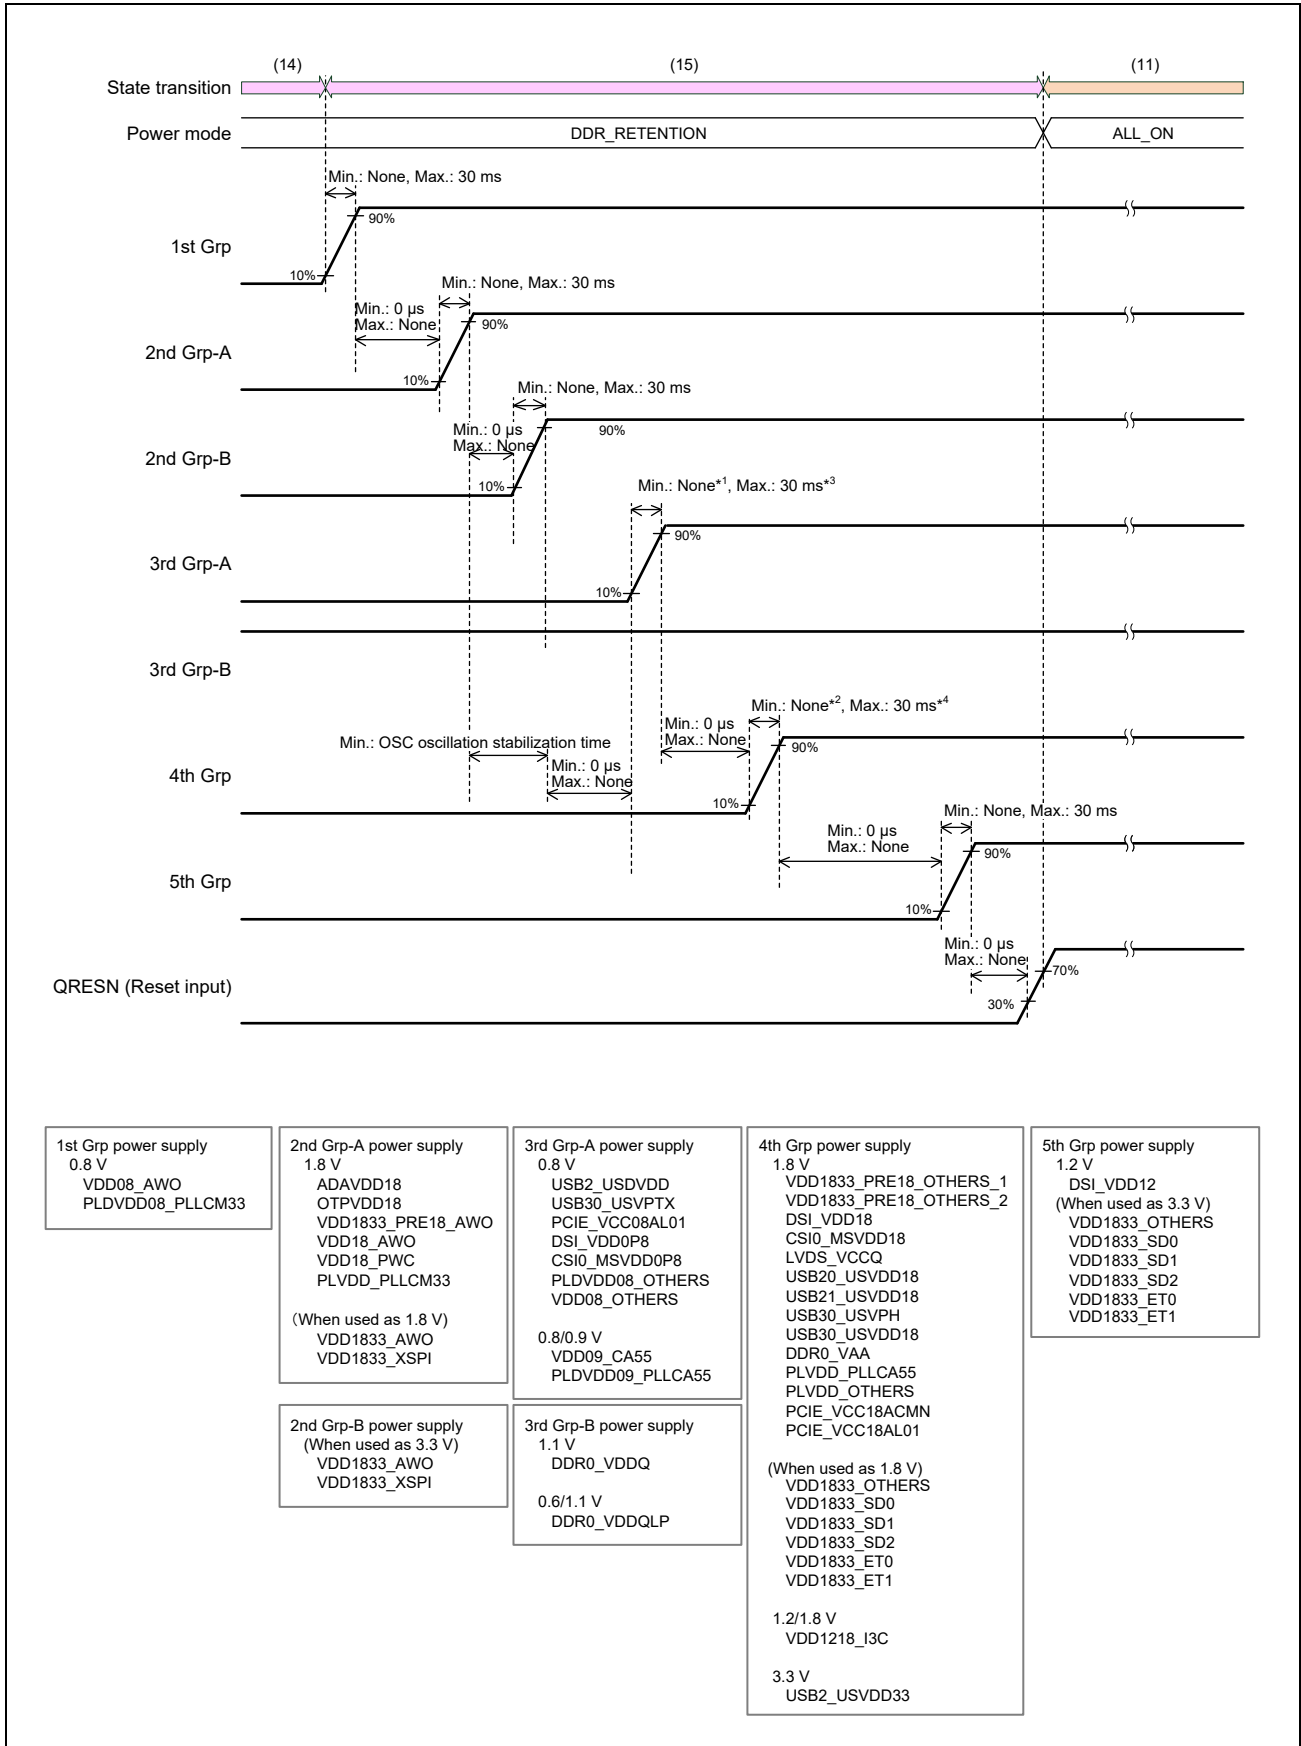 (14)
(15)
(11)
State transition
Power mode
DDR_RETENTION
ALL_ON
Min.: None, Max.: 30 ms
90%
1st Grp
10%
Min.: None, Max.: 30 ms
Min.: 0 µs
Max.: None
90%
2nd Grp-A
10%
Min.: None, Max.: 30 ms
Min.: 0 µs
Max.: None
90%
2nd Grp-B
10%
Min.: None*1, Max.: 30 ms*3
90%
3rd Grp-A
10%
3rd Grp-B
Min.: None*2, Max.: 30 ms*4
Min.: 0 µs
Max.: None
Min.: OSC oscillation stabilization time
90%
Min.: 0 µs
Max.: None
4th Grp
10%
Min.: None, Max.: 30 ms
Min.: 0 µs
Max.: None
90%
5th Grp
10%
Min.: 0 µs
Max.: None
70%
QRESN (Reset input)
30%
1st Grp power supply
0.8 V
VDD08_AWO
PLDVDD08_PLLCM33
2nd Grp-A power supply
1.8 V
ADAVDD18
OTPVDD18
VDD1833_PRE18_AWO
VDD18_AWO
VDD18_PWC
PLVDD_PLLCM33
(When used as 1.8 V)
VDD1833_AWO
VDD1833_XSPI
2nd Grp-B power supply
(When used as 3.3 V)
VDD1833_AWO
VDD1833_XSPI
3rd Grp-A power supply
0.8 V
USB2_USDVDD
USB30_USVPTX
PCIE_VCC08AL01
DSI_VDD0P8
CSI0_MSVDD0P8
PLDVDD08_OTHERS
VDD08_OTHERS
0.8/0.9 V
VDD09_CA55
PLDVDD09_PLLCA55
3rd Grp-B power supply
1.1 V
DDR0_VDDQ
0.6/1.1 V
DDR0_VDDQLP
4th Grp power supply
1.8 V
VDD1833_PRE18_OTHERS_1
VDD1833_PRE18_OTHERS_2
DSI_VDD18
CSI0_MSVDD18
LVDS_VCCQ
USB20_USVDD18
USB21_USVDD18
USB30_USVPH
USB30_USVDD18
DDR0_VAA
PLVDD_PLLCA55
PLVDD_OTHERS
PCIE_VCC18ACMN
PCIE_VCC18AL01
(When used as 1.8 V)
VDD1833_OTHERS
VDD1833_SD0
VDD1833_SD1
VDD1833_SD2
VDD1833_ET0
VDD1833_ET1
1.2/1.8 V
VDD1218_I3C
3.3 V
USB2_USVDD33
5th Grp power supply
1.2 V
DSI_VDD12
(When used as 3.3 V)
VDD1833_OTHERS
VDD1833_SD0
VDD1833_SD1
VDD1833_SD2
VDD1833_ET0
VDD1833_ET1